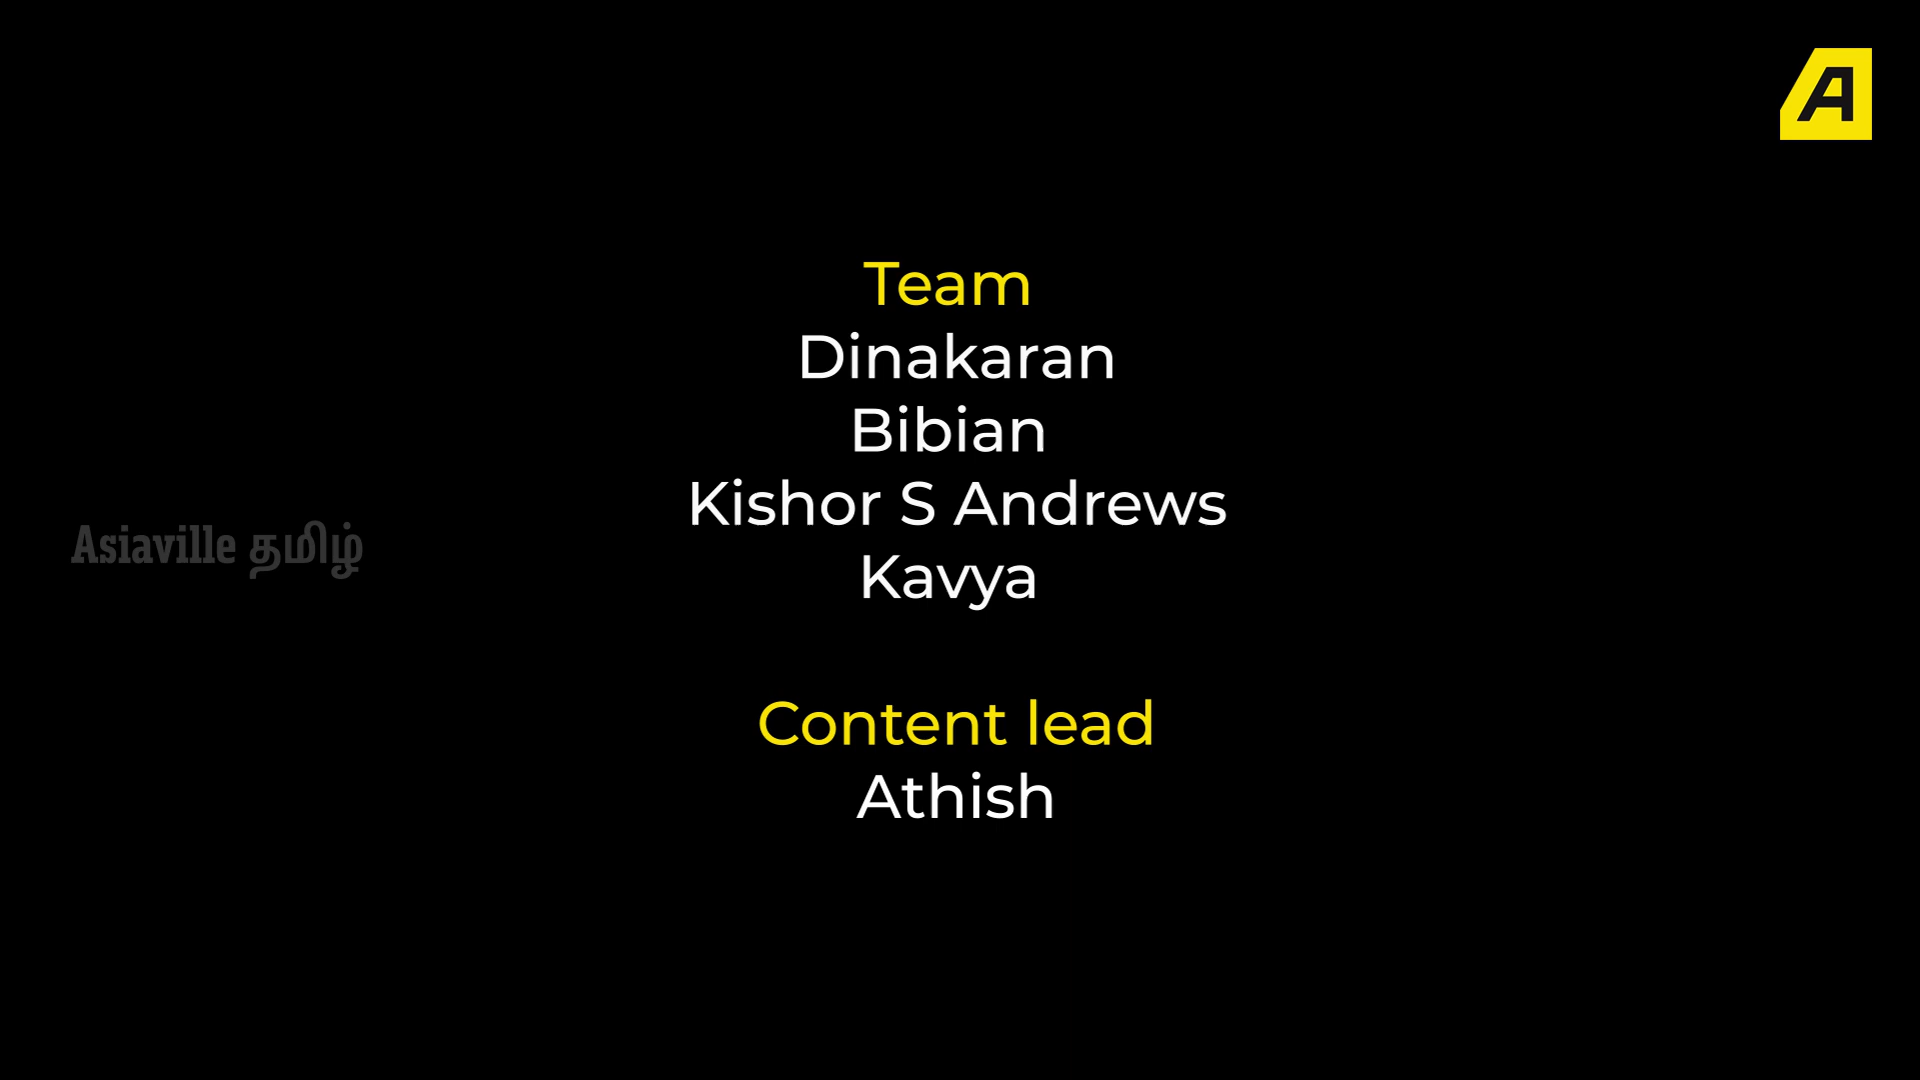 A
Team
Dinakaran
Bibian
Kishor S Andrews
Kavya
Asiaville தமிழ்
Content lead
Athish